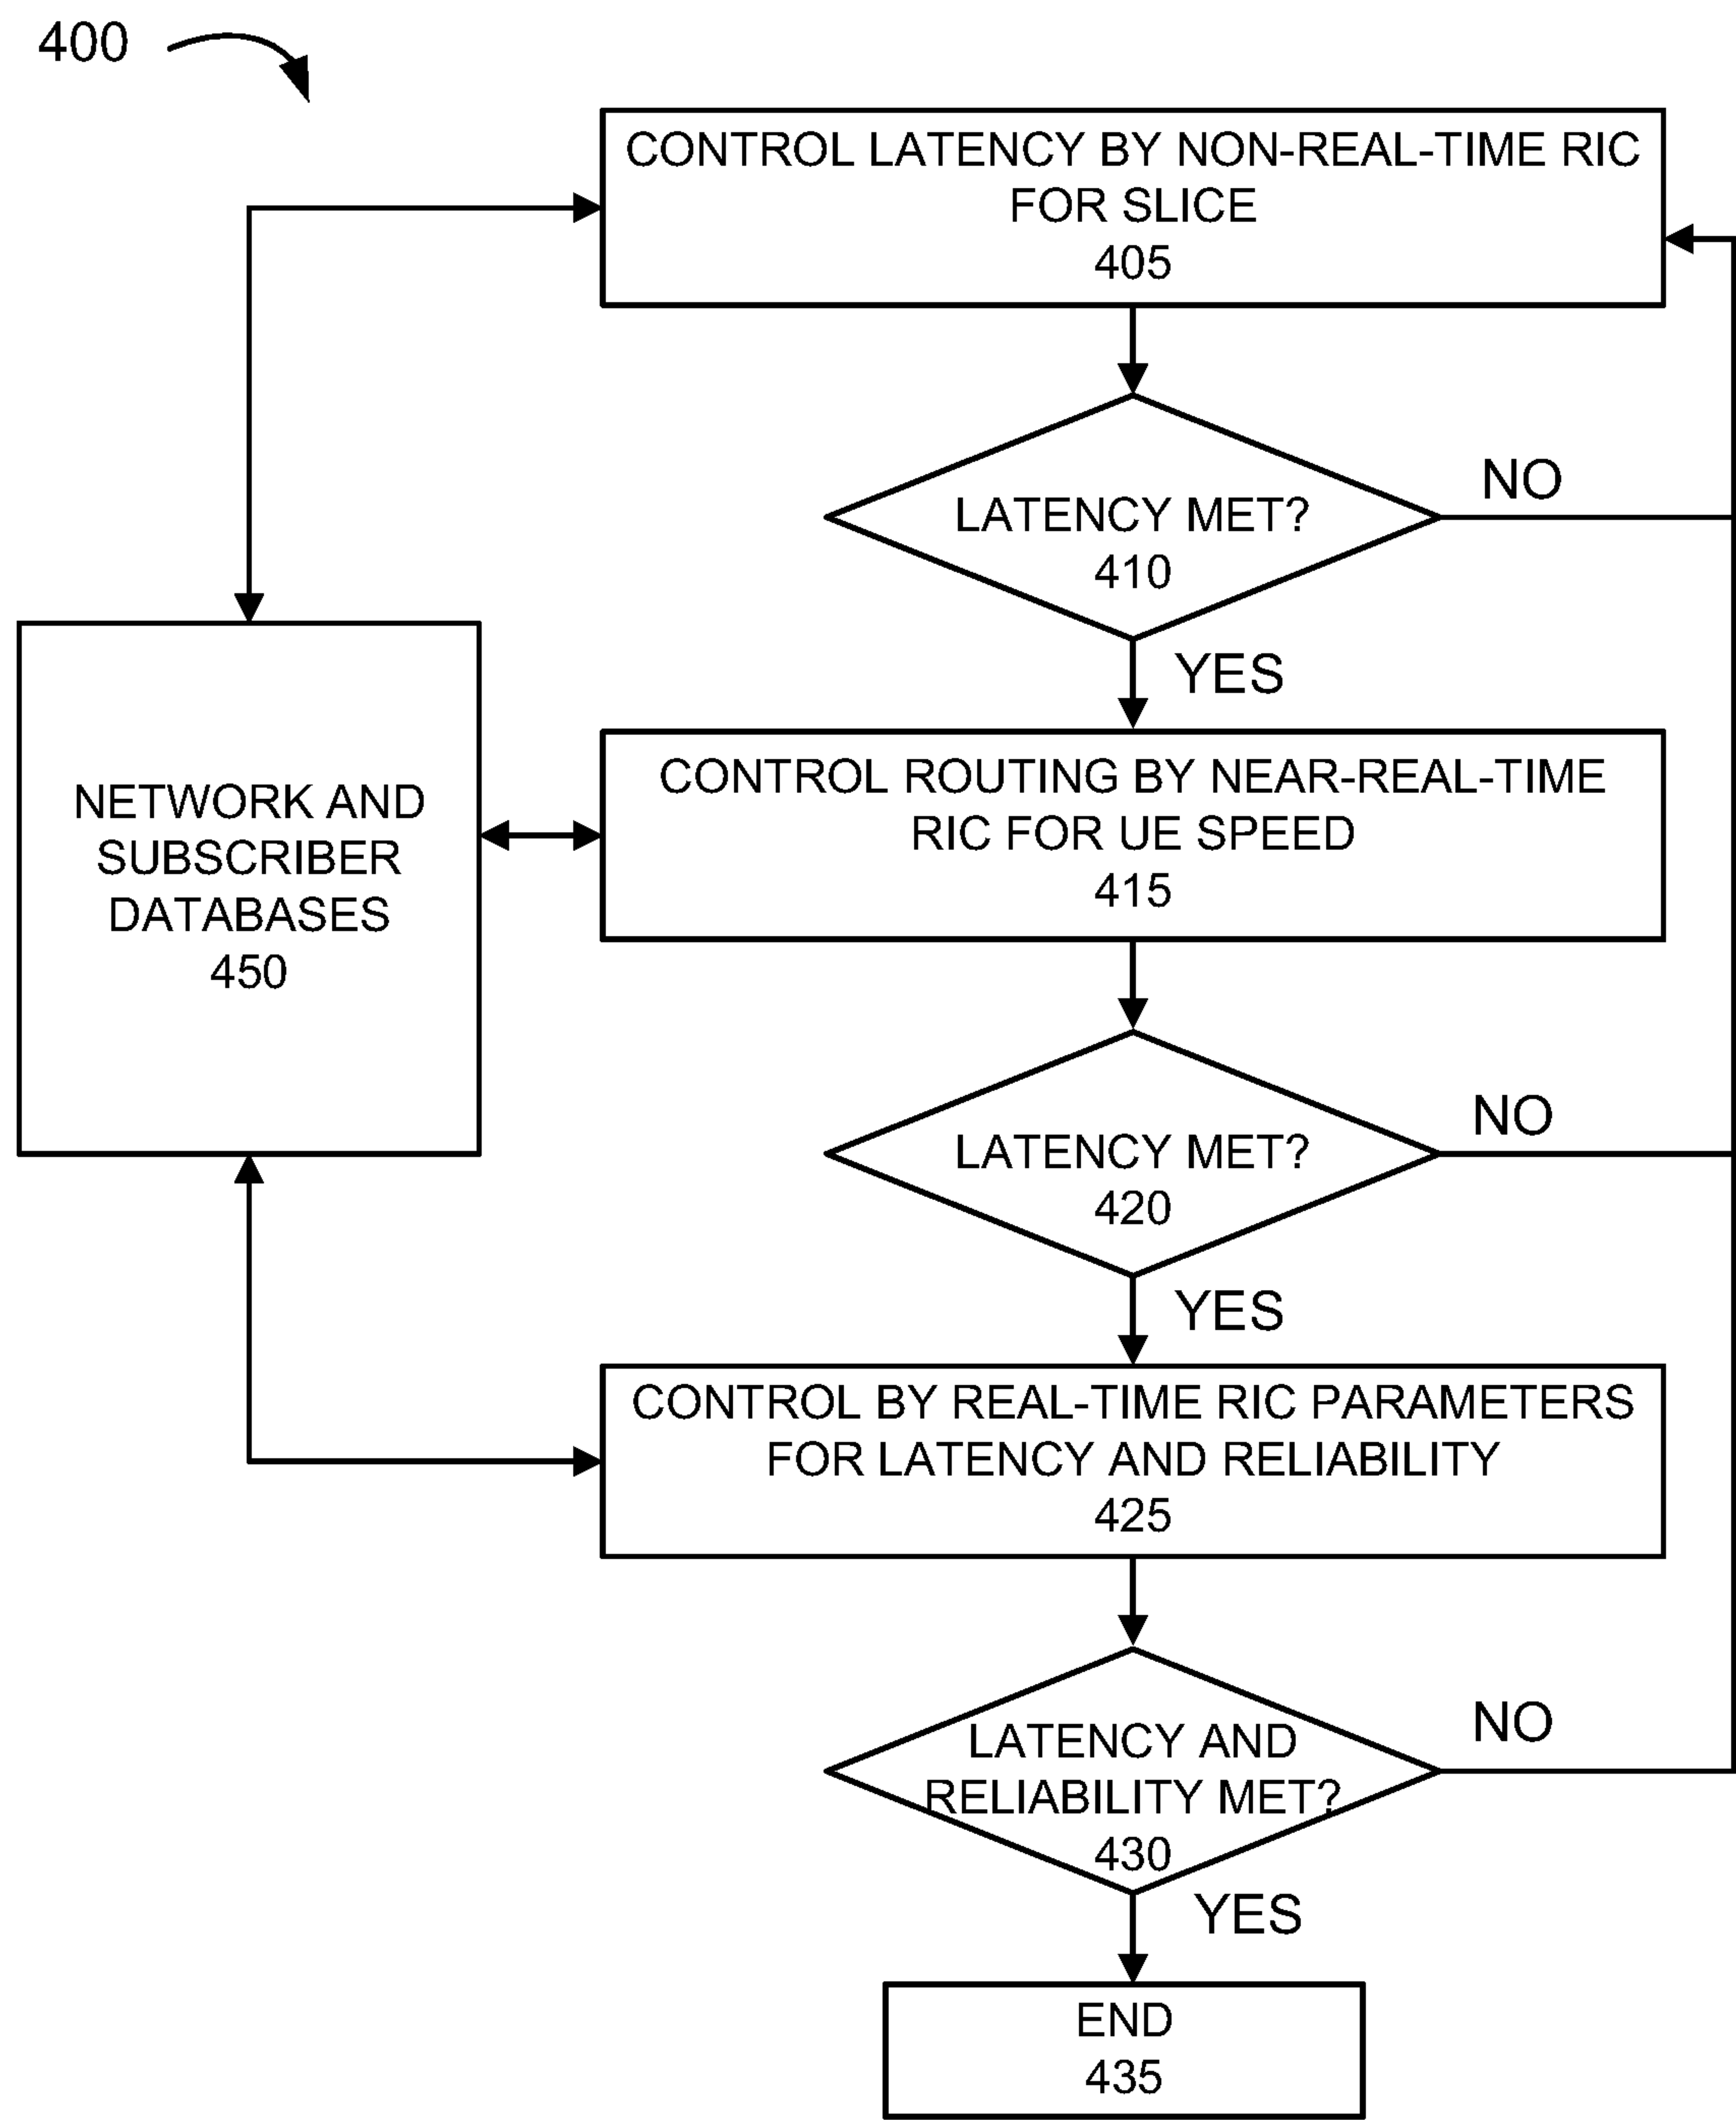 400
CONTROL LATENCY BY NON-REAL-TIME RIC
FOR SLICE
405
LATENCY MET?
410
NO
YES
CONTROL ROUTING BY NEAR-REAL-TIME
RIC FOR UE SPEED
415
NETWORK AND
SUBSCRIBER
DATABASES
450
LATENCY MET?
420
NO
YES
CONTROL BY REAL-TIME RIC PARAMETERS
FOR LATENCY AND RELIABILITY
425
LATENCY AND
RELIABILITY MET?
430
NO
YES
END
435